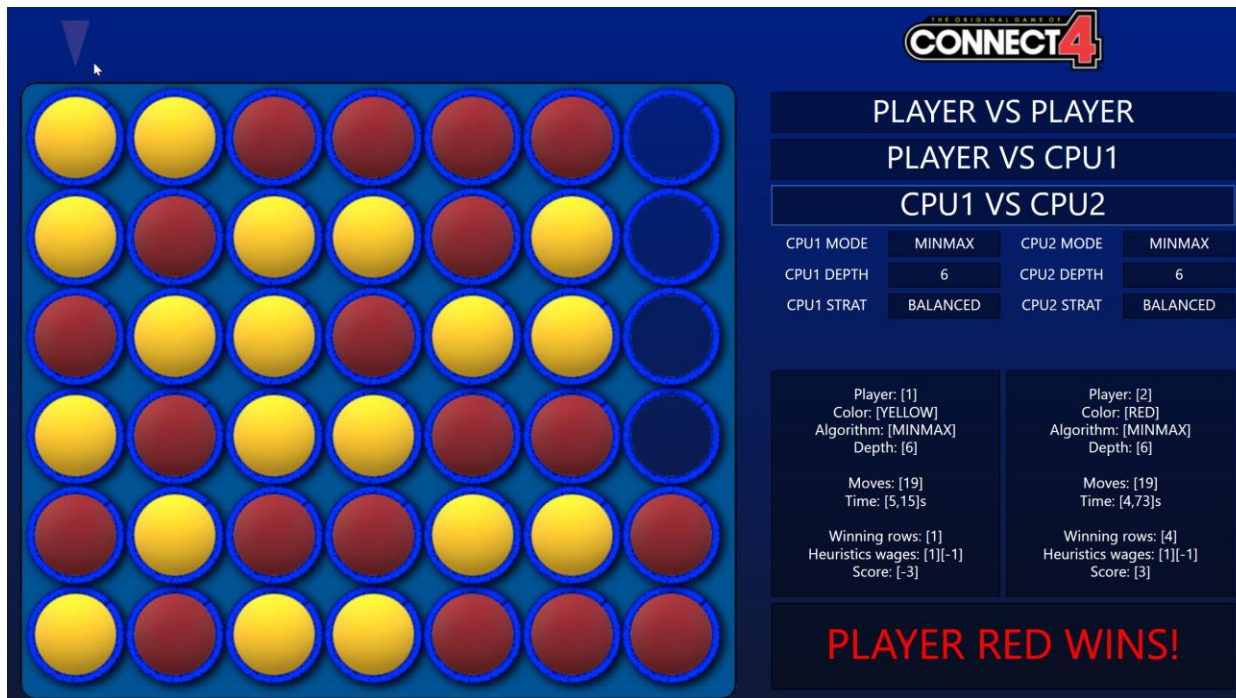 THE ORIGINAL GAME OF
CONNECT 4
PLAYER VS PLAYER
PLAYER VS CPU1
CPU1 VS CPU2
CPU1 MODE MINMAX CPU2 MODE MINMAX
CPU1 DEPTH 6 CPU2 DEPTH 6
CPU1 STRAT BALANCED CPU2 STRAT BALANCED
Player: [1]
Color: [YELLOW]
Algorithm: [MINMAX]
Depth: [6]
Moves: [19]
Time: [5,15]s
Winning rows: [1]
Heuristics wages: [1][-1]
Score: [-3]
Player: [2]
Color: [RED]
Algorithm: [MINMAX]
Depth: [6]
Moves: [19]
Time: [4,73]s
Winning rows: [4]
Heuristics wages: [1][-1]
Score: [3]
PLAYER RED WINS!